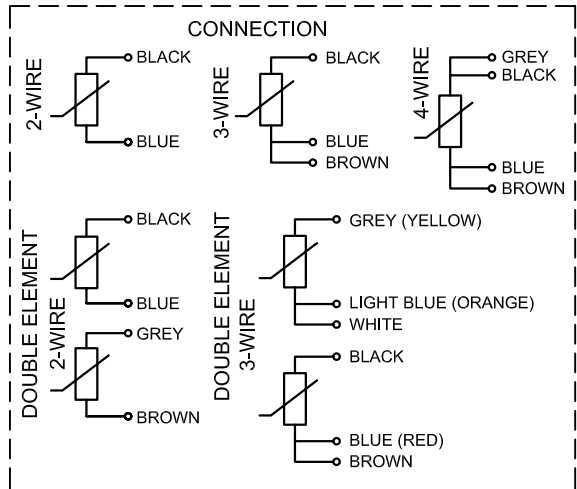 CONNECTION
2-WIRE
BLACK
BLUE
3-WIRE
BLACK
BLUE
BROWN
4-WIRE
GREY
BLACK
BLUE
BROWN
DOUBLE ELEMENT
2-WIRE
BLACK
BLUE
GREY
BROWN
DOUBLE ELEMENT
3-WIRE
GREY (YELLOW)
LIGHT BLUE (ORANGE)
WHITE
BLACK
BLUE (RED)
BROWN